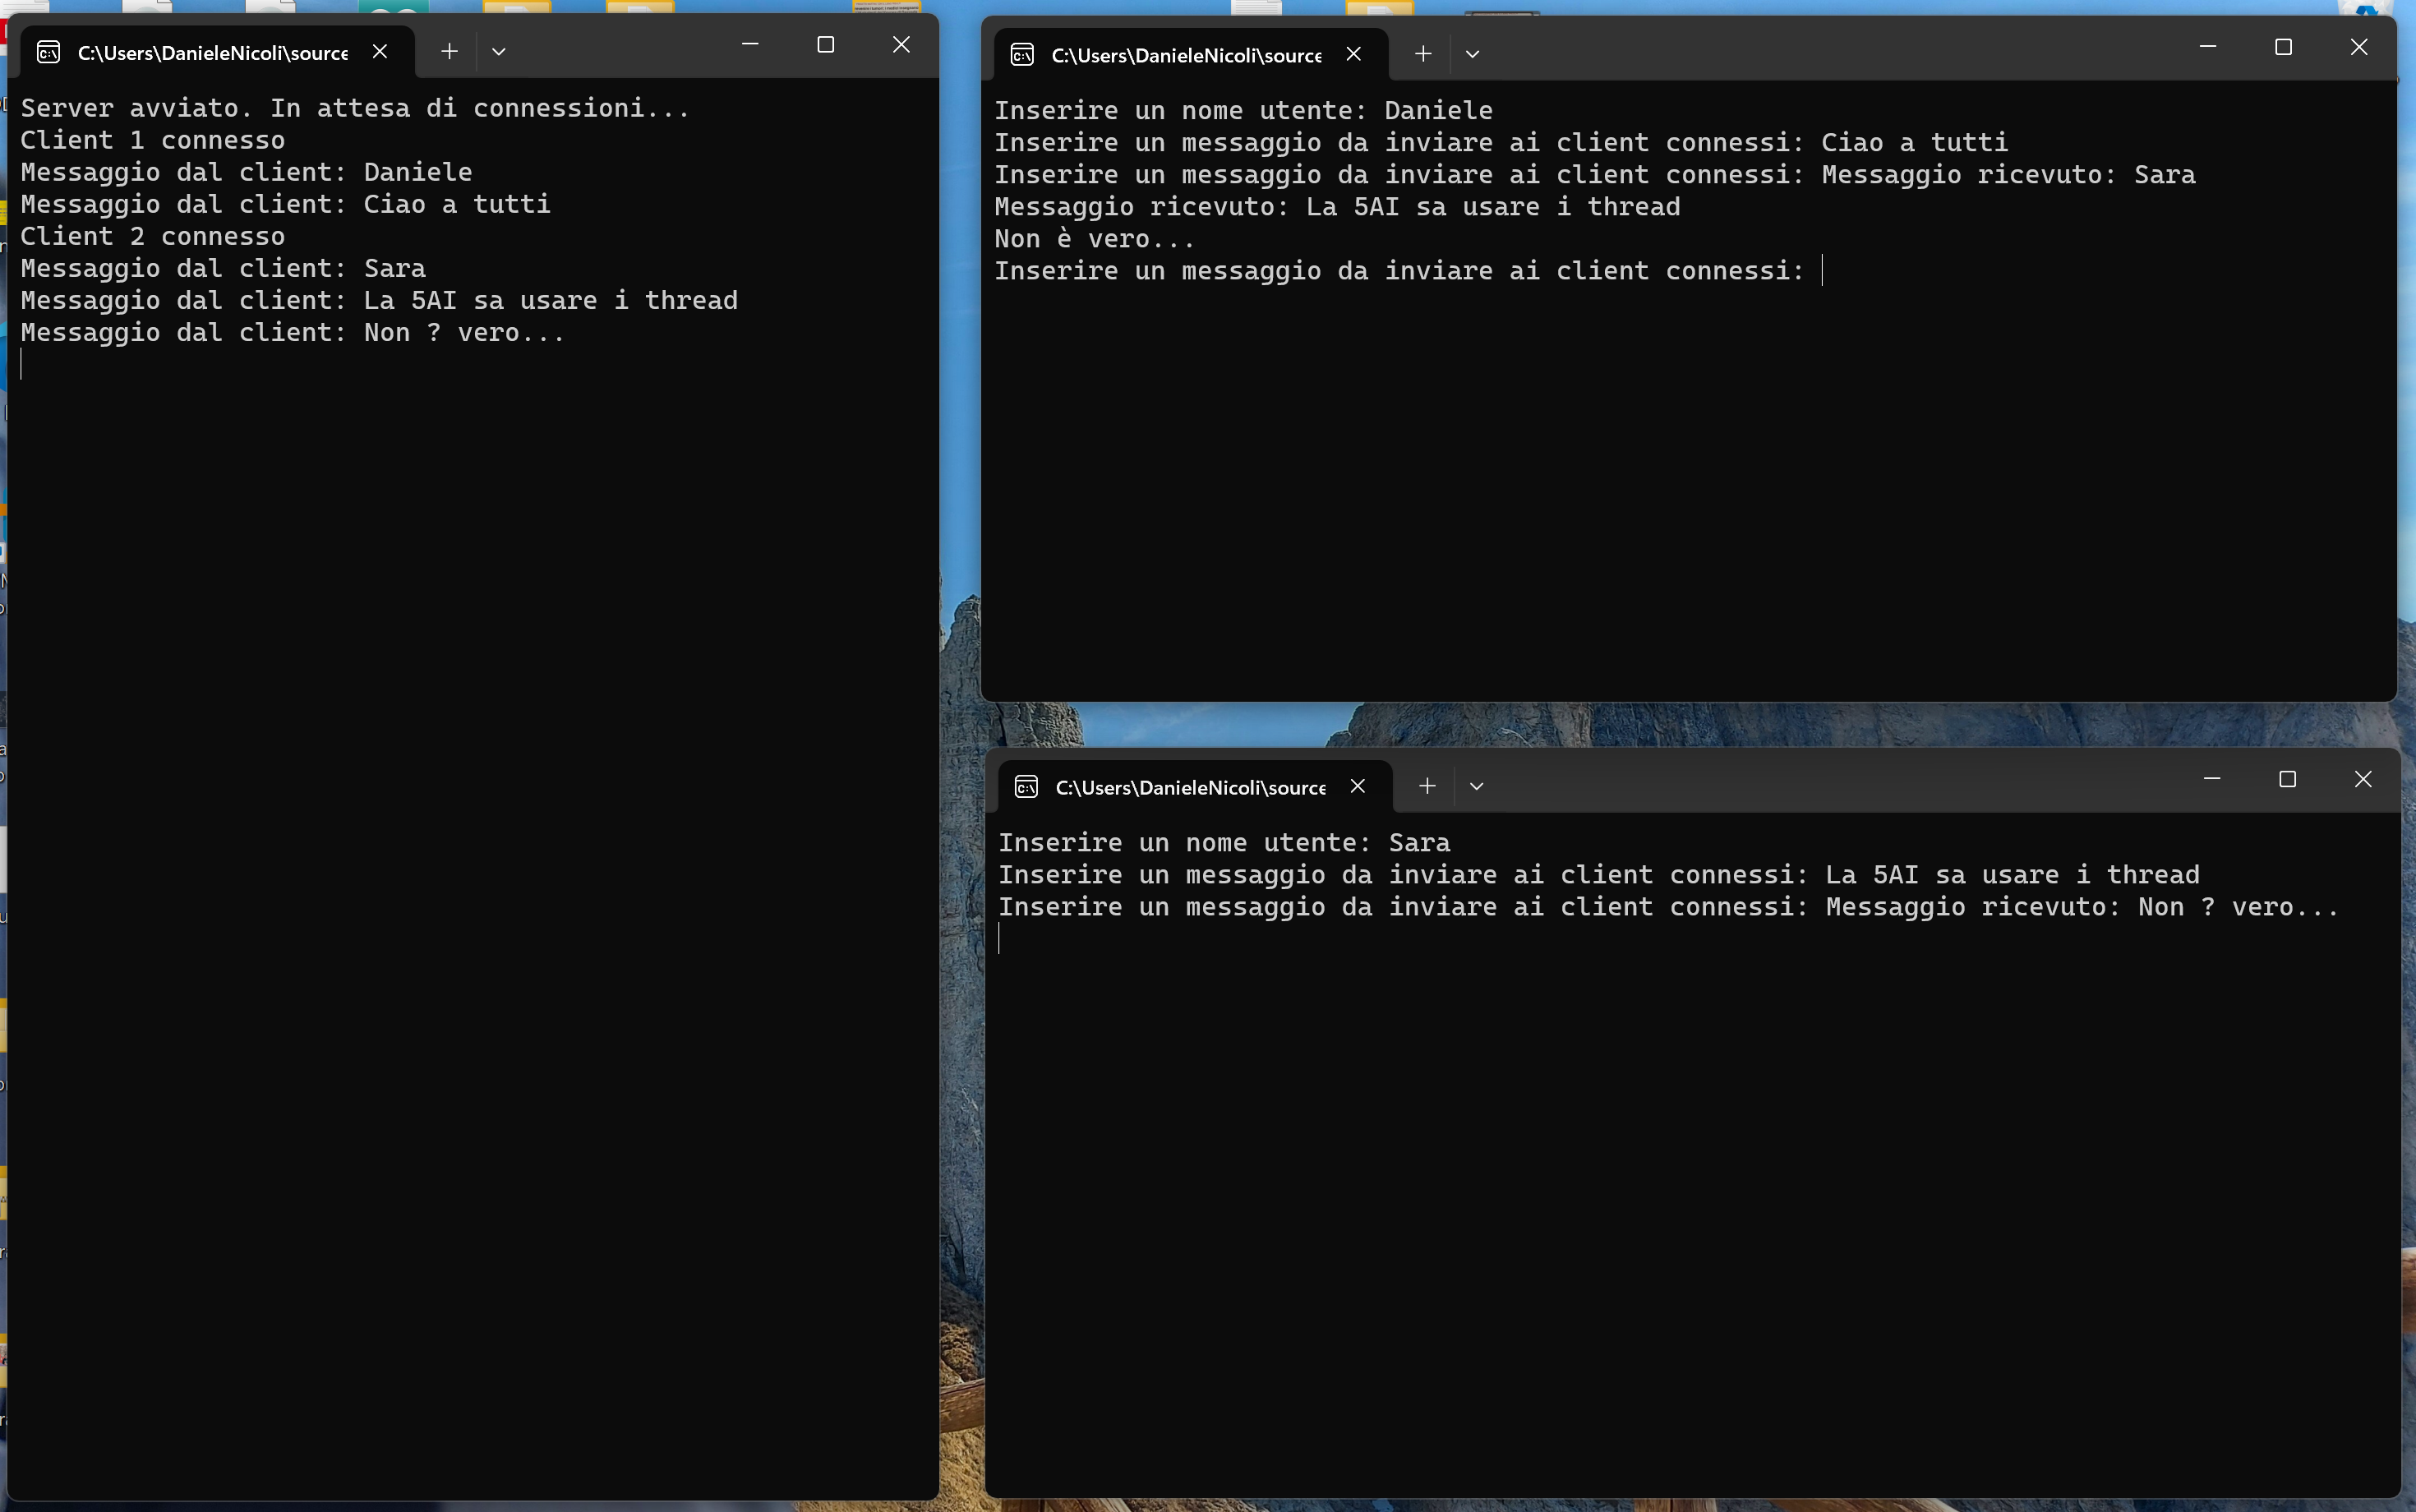 C:\Users\DanieleNicoli\source
Server avviato. In attesa di connessioni...
Client 1 connesso
Messaggio dal client: Daniele
Messaggio dal client: Ciao a tutti
Client 2 connesso
Messaggio dal client: Sara
Messaggio dal client: La 5AI sa usare i thread
Messaggio dal client: Non ? vero...
C:\Users\DanieleNicoli\source
Inserire un nome utente: Daniele
Inserire un messaggio da inviare ai client connessi: Ciao a tutti
Inserire un messaggio da inviare ai client connessi: Messaggio ricevuto: Sara
Messaggio ricevuto: La 5AI sa usare i thread
Non è vero...
Inserire un messaggio da inviare ai client connessi:
C:\Users\DanieleNicoli\source
Inserire un nome utente: Sara
Inserire un messaggio da inviare ai client connessi: La 5AI sa usare i thread
Inserire un messaggio da inviare ai client connessi: Messaggio ricevuto: Non ? vero...